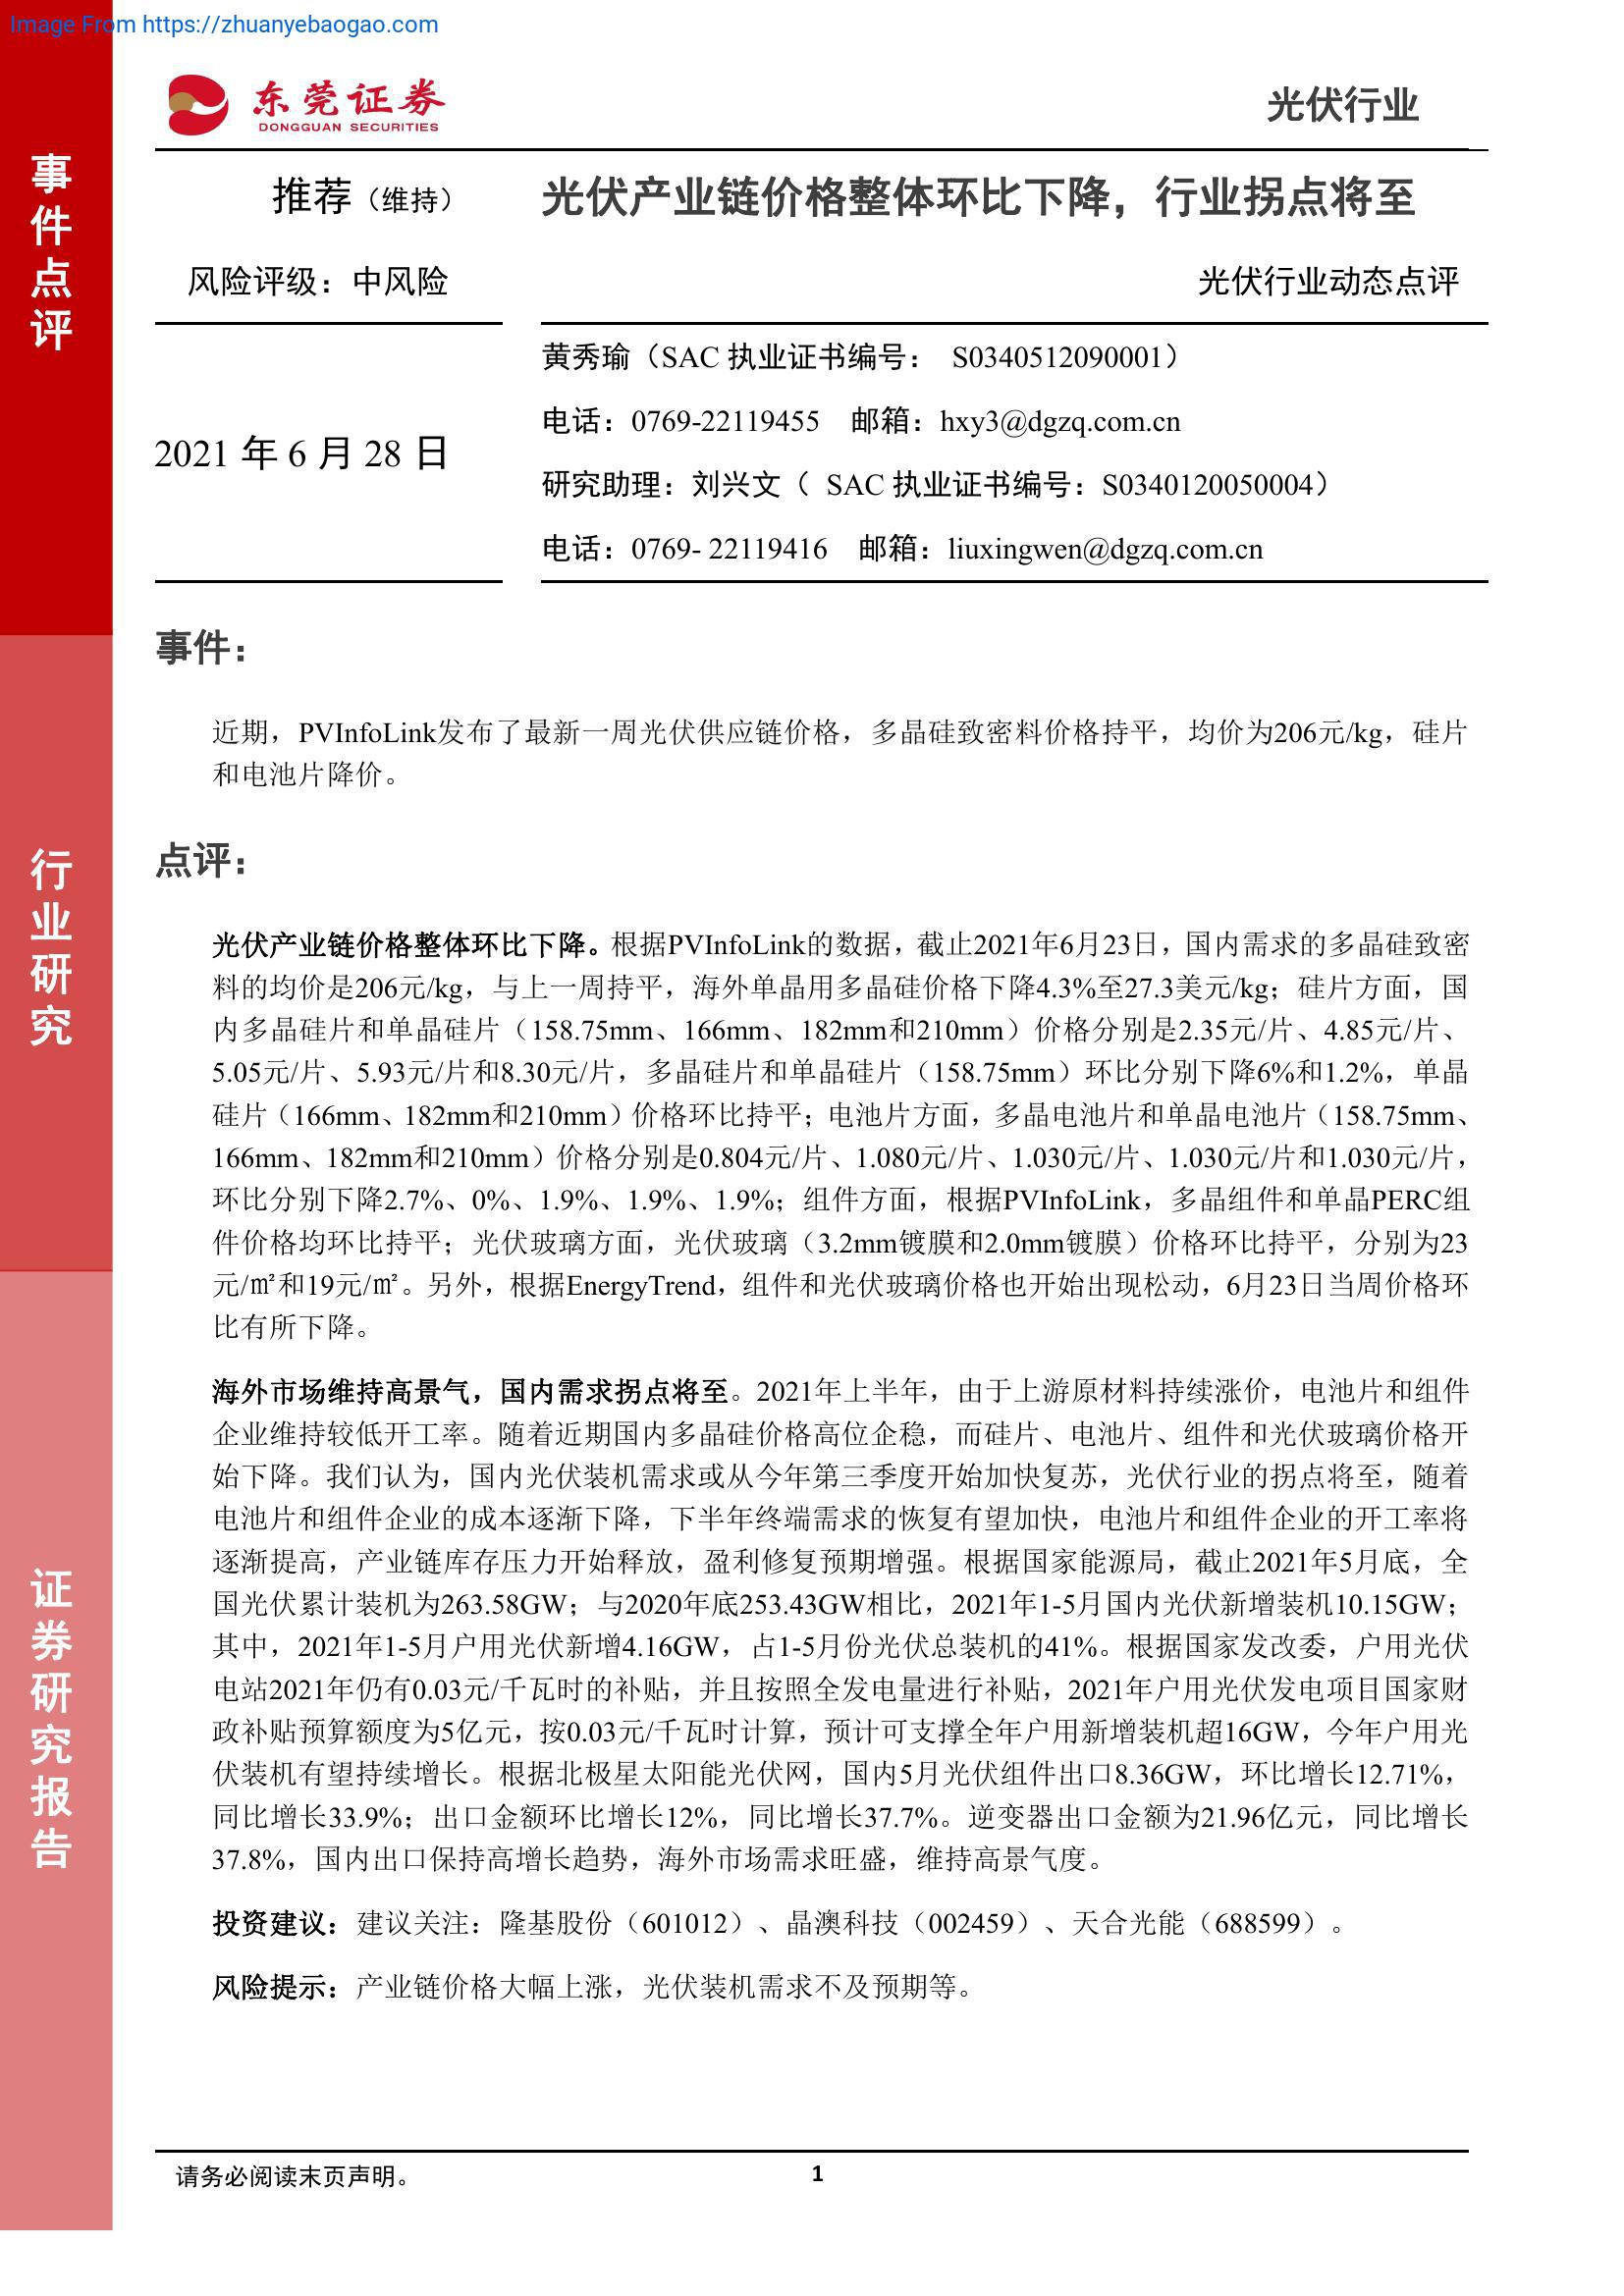 Image From https://zhuanyebaogao.com
东莞证券
DONGGUAN SECURITIES
光伏行业
事件点评
行业研究
证券研究报告
推荐（维持）
光伏产业链价格整体环比下降，行业拐点将至
风险评级：中风险
光伏行业动态点评
2021 年 6 月 28 日
黄秀瑜（SAC 执业证书编号： S0340512090001）
电话：0769-22119455 邮箱：hxy3@dgzq.com.cn
研究助理：刘兴文（ SAC 执业证书编号：S0340120050004）
电话：0769- 22119416 邮箱：liuxingwen@dgzq.com.cn
事件：
近期，PVInfoLink发布了最新一周光伏供应链价格，多晶硅致密料价格持平，均价为206元/kg，硅片
和电池片降价。
点评：
光伏产业链价格整体环比下降。根据PVInfoLink的数据，截止2021年6月23日，国内需求的多晶硅致密
料的均价是206元/kg，与上一周持平，海外单晶用多晶硅价格下降4.3%至27.3美元/kg；硅片方面，国
内多晶硅片和单晶硅片（158.75mm、166mm、182mm和210mm）价格分别是2.35元/片、4.85元/片、
5.05元/片、5.93元/片和8.30元/片，多晶硅片和单晶硅片（158.75mm）环比分别下降6%和1.2%，单晶
硅片（166mm、182mm和210mm）价格环比持平；电池片方面，多晶电池片和单晶电池片（158.75mm、
166mm、182mm和210mm）价格分别是0.804元/片、1.080元/片、1.030元/片、1.030元/片和1.030元/片，
环比分别下降2.7%、0%、1.9%、1.9%、1.9%；组件方面，根据PVInfoLink，多晶组件和单晶PERC组
件价格均环比持平；光伏玻璃方面，光伏玻璃（3.2mm镀膜和2.0mm镀膜）价格环比持平，分别为23
元/㎡和19元/㎡。另外，根据EnergyTrend，组件和光伏玻璃价格也开始出现松动，6月23日当周价格环
比有所下降。
海外市场维持高景气，国内需求拐点将至。2021年上半年，由于上游原材料持续涨价，电池片和组件
企业维持较低开工率。随着近期国内多晶硅价格高位企稳，而硅片、电池片、组件和光伏玻璃价格开
始下降。我们认为，国内光伏装机需求或从今年第三季度开始加快复苏，光伏行业的拐点将至，随着
电池片和组件企业的成本逐渐下降，下半年终端需求的恢复有望加快，电池片和组件企业的开工率将
逐渐提高，产业链库存压力开始释放，盈利修复预期增强。根据国家能源局，截止2021年5月底，全
国光伏累计装机为263.58GW；与2020年底253.43GW相比，2021年1-5月国内光伏新增装机10.15GW；
其中，2021年1-5月户用光伏新增4.16GW，占1-5月份光伏总装机的41%。根据国家发改委，户用光伏
电站2021年仍有0.03元/千瓦时的补贴，并且按照全发电量进行补贴，2021年户用光伏发电项目国家财
政补贴预算额度为5亿元，按0.03元/千瓦时计算，预计可支撑全年户用新增装机超16GW，今年户用光
伏装机有望持续增长。根据北极星太阳能光伏网，国内5月光伏组件出口8.36GW，环比增长12.71%，
同比增长33.9%；出口金额环比增长12%，同比增长37.7%。逆变器出口金额为21.96亿元，同比增长
37.8%，国内出口保持高增长趋势，海外市场需求旺盛，维持高景气度。
投资建议：建议关注：隆基股份（601012）、晶澳科技（002459）、天合光能（688599）。
风险提示：产业链价格大幅上涨，光伏装机需求不及预期等。
请务必阅读末页声明。
1